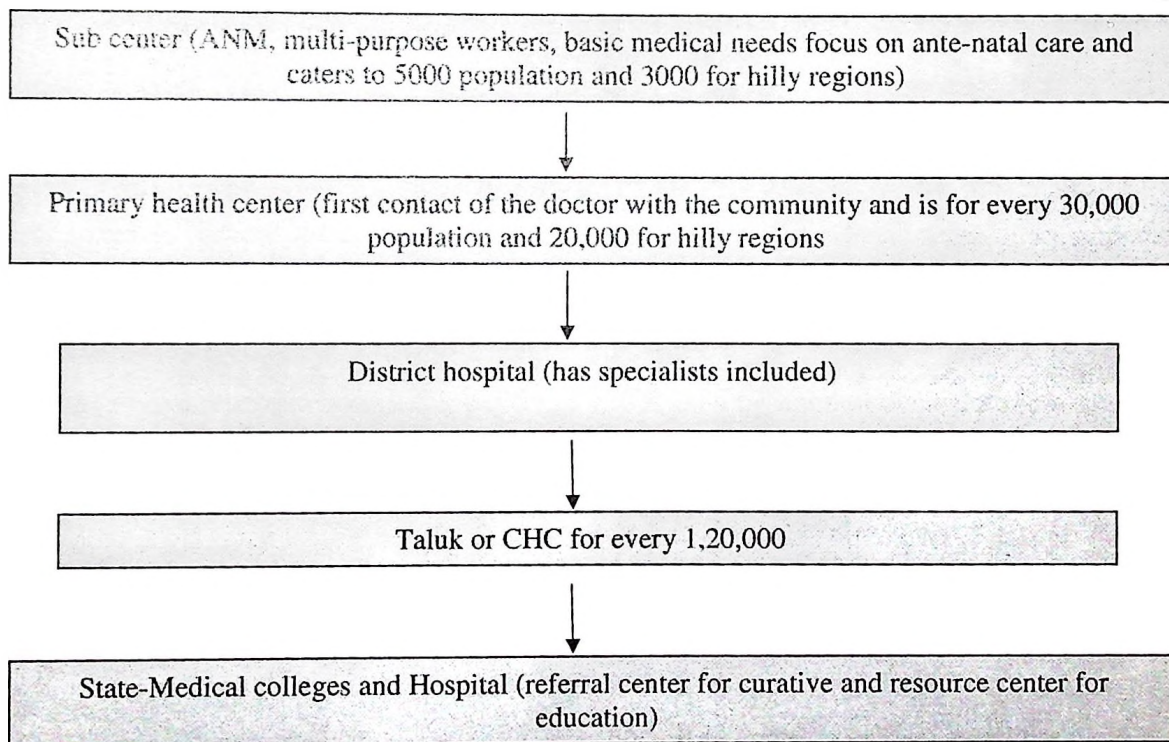 Sub center (ANM, multi-purpose workers, basic medical needs focus on ante-natal care and
caters to 5000 population and 3000 for hilly regions)
Primary health center (first contact of the doctor with the community and is for every 30,000
population and 20,000 for hilly regions
District hospital (has specialists included)
Taluk or CHC for every 1,20,000
State-Medical colleges and Hospital (referral center for curative and resource center for
education)